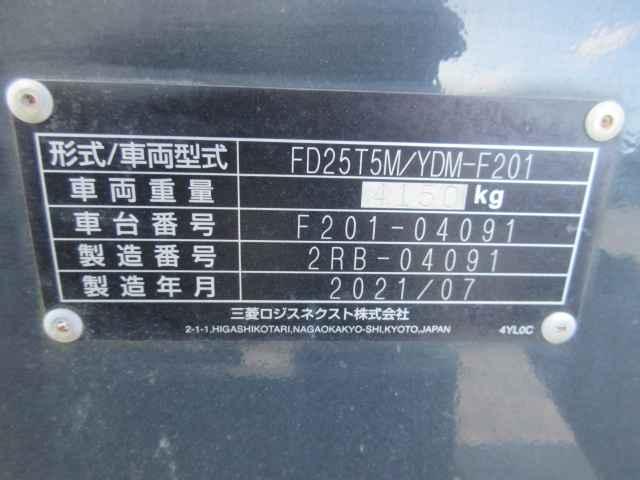 形式/車両型式 FD25T5M/YDM-F201
車両重量 4150 kg
車台番号 F201-04091
製造番号 2RB-04091
製造年月 2021/07
三菱ロジスネクスト株式会社
2-1-1,HIGASHIKOTARI,NAGAOKAKYO-SHI,KYOTO,JAPAN 4YL0C